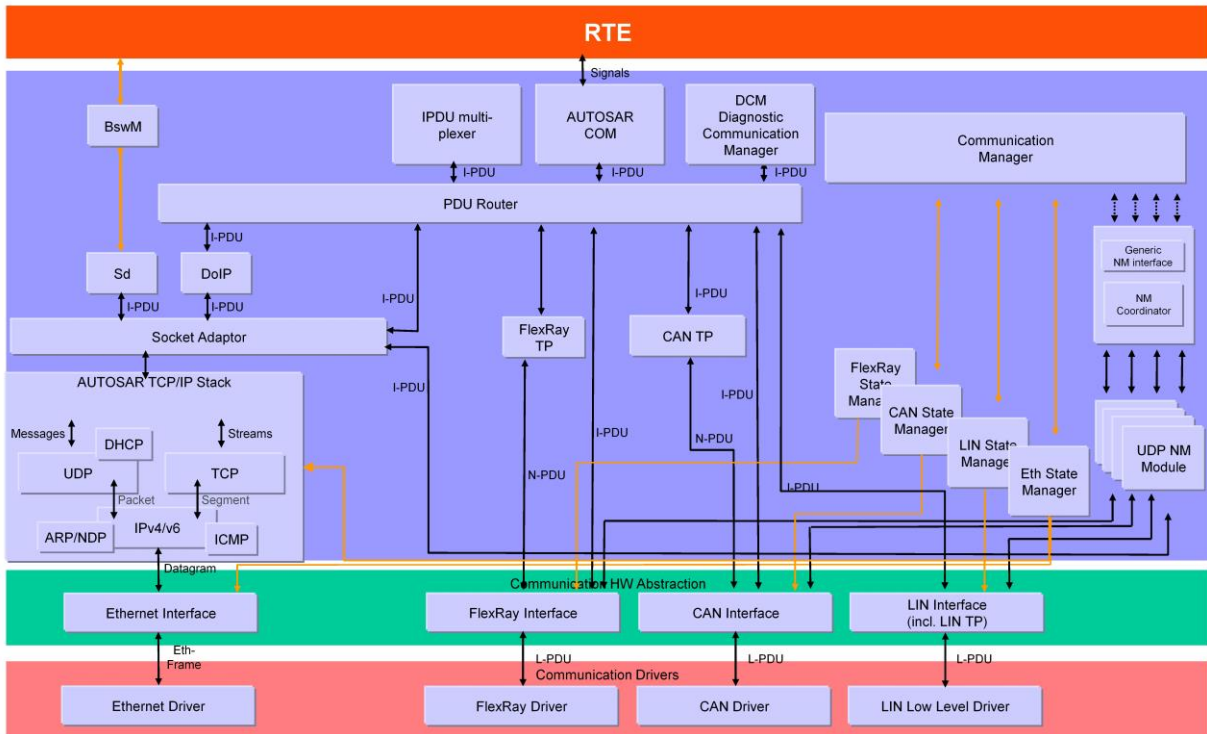 RTE
Signals
BswM
IPDU multi-
plexer
AUTOSAR
COM
DCM
Diagnostic
Communication
Manager
Communication
Manager
I-PDU
I-PDU
I-PDU
PDU Router
I-PDU
Generic
NM interface
Sd
DoIP
I-PDU
I-PDU
NM
Coordinator
I-PDU
I-PDU
Socket Adaptor
FlexRay
TP
CAN TP
AUTOSAR TCP/IP Stack
I-PDU
I-PDU
FlexRay
State
Manager
CAN State
Manager
Messages
DHCP
Streams
I-PDU
N-PDU
LIN State
Manager
UDP NM
Module
UDP
TCP
N-PDU
I-PDU
Eth State
Manager
Packet
Segment
IPv4/v6
ARP/NDP
ICMP
Datagram
Communication HW Abstraction
Ethernet Interface
FlexRay Interface
CAN Interface
LIN Interface
(incl. LIN TP)
Eth-
Frame
L-PDU
L-PDU
L-PDU
Communication Drivers
Ethernet Driver
FlexRay Driver
CAN Driver
LIN Low Level Driver